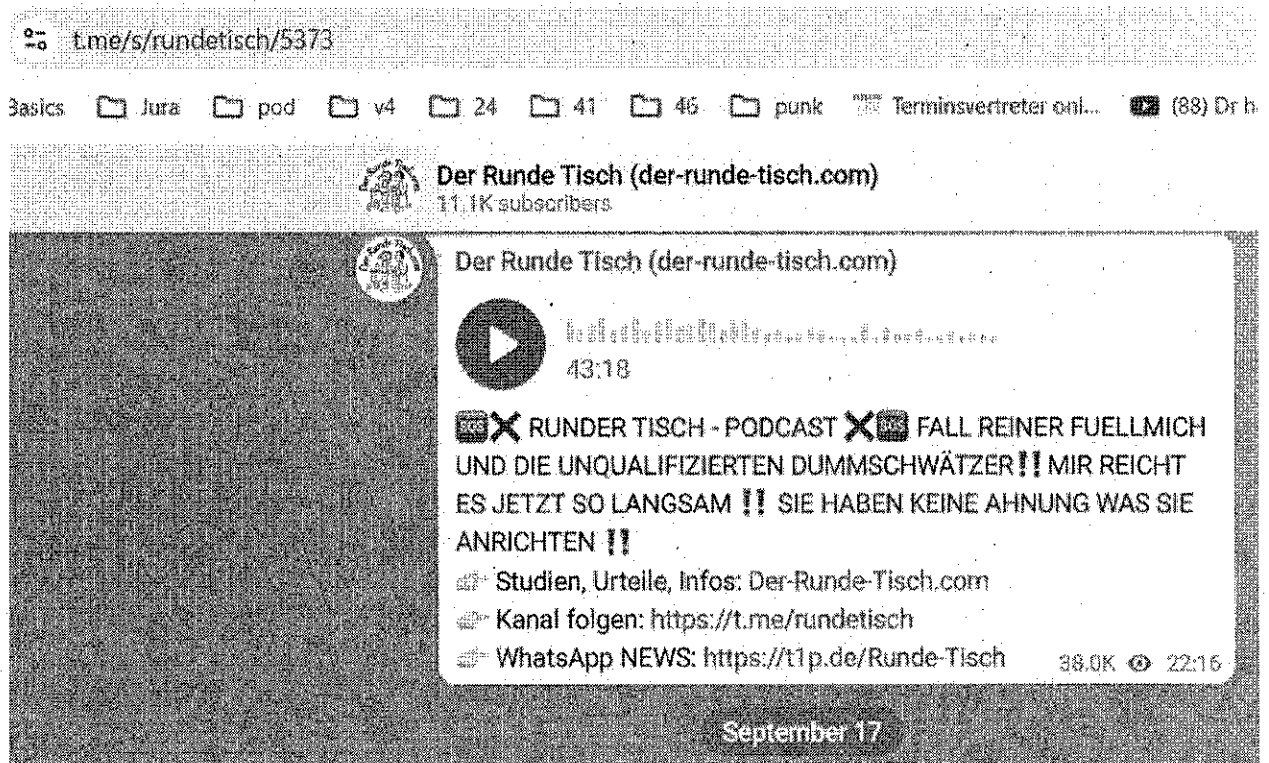 t.me/s/rundetisch/5373
Basics Jura pod v4 24 41 46 punk Terminsvertreter onl... (88) Dr h
Der Runde Tisch (der-runde-tisch.com)
11.1K subscribers
Der Runde Tisch (der-runde-tisch.com)
43:18
RUNDER TISCH - PODCAST ❌ FALL REINER FUELLMICH
UND DIE UNQUALIFIZIERTEN DUMMSCHWÄTZER‼️ MIR REICHT
ES JETZT SO LANGSAM ‼️ SIE HABEN KEINE AHNUNG WAS SIE
ANRICHTEN ‼️
👉 Studien, Urteile, Infos: Der-Runde-Tisch.com
👉 Kanal folgen: https://t.me/rundetisch
👉 WhatsApp NEWS: https://t1p.de/Runde-Tisch 38.0K 22:16
September 17